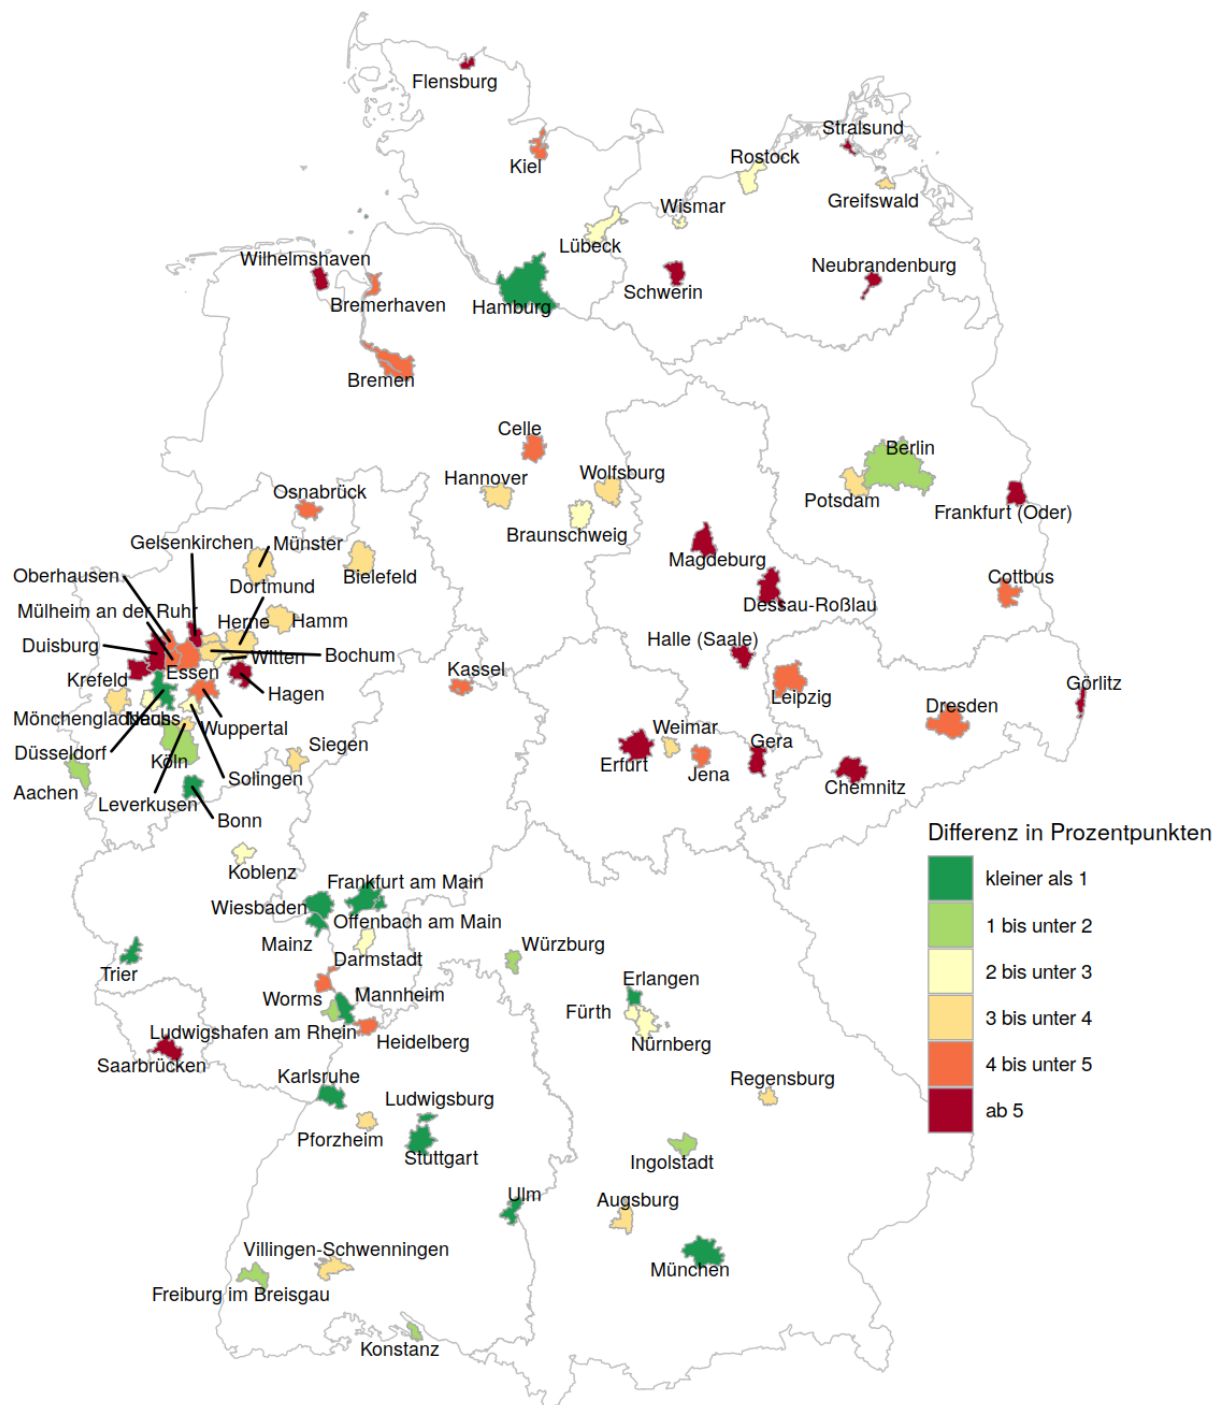 Flensburg
Stralsund
Kiel
Rostock
Greifswald
Wismar
Lübeck
Wilhelmshaven
Neubrandenburg
Schwerin
Bremerhaven
Hamburg
Bremen
Celle
Berlin
Hannover
Wolfsburg
Potsdam
Osnabrück
Frankfurt (Oder)
Braunschweig
Gelsenkirchen
Münster
Magdeburg
Oberhausen
Bielefeld
Cottbus
Dortmund
Dessau-Roßlau
Mülheim an der Ruhr
Herne
Hamm
Duisburg
Halle (Saale)
Witten
Bochum
Essen
Kassel
Krefeld
Hagen
Görlitz
Leipzig
Dresden
Mönchengladbach
Neuss
Wuppertal
Weimar
Siegen
Gera
Düsseldorf
Köln
Erfurt
Jena
Solingen
Chemnitz
Aachen
Leverkusen
Bonn
Differenz in Prozentpunkten
kleiner als 1
1 bis unter 2
2 bis unter 3
3 bis unter 4
4 bis unter 5
ab 5
Koblenz
Frankfurt am Main
Wiesbaden
Offenbach am Main
Mainz
Würzburg
Darmstadt
Trier
Erlangen
Worms
Mannheim
Fürth
Ludwigshafen am Rhein
Heidelberg
Nürnberg
Saarbrücken
Karlsruhe
Regensburg
Ludwigsburg
Pforzheim
Stuttgart
Ingolstadt
Ulm
Augsburg
Villingen-Schwenningen
München
Freiburg im Breisgau
Konstanz